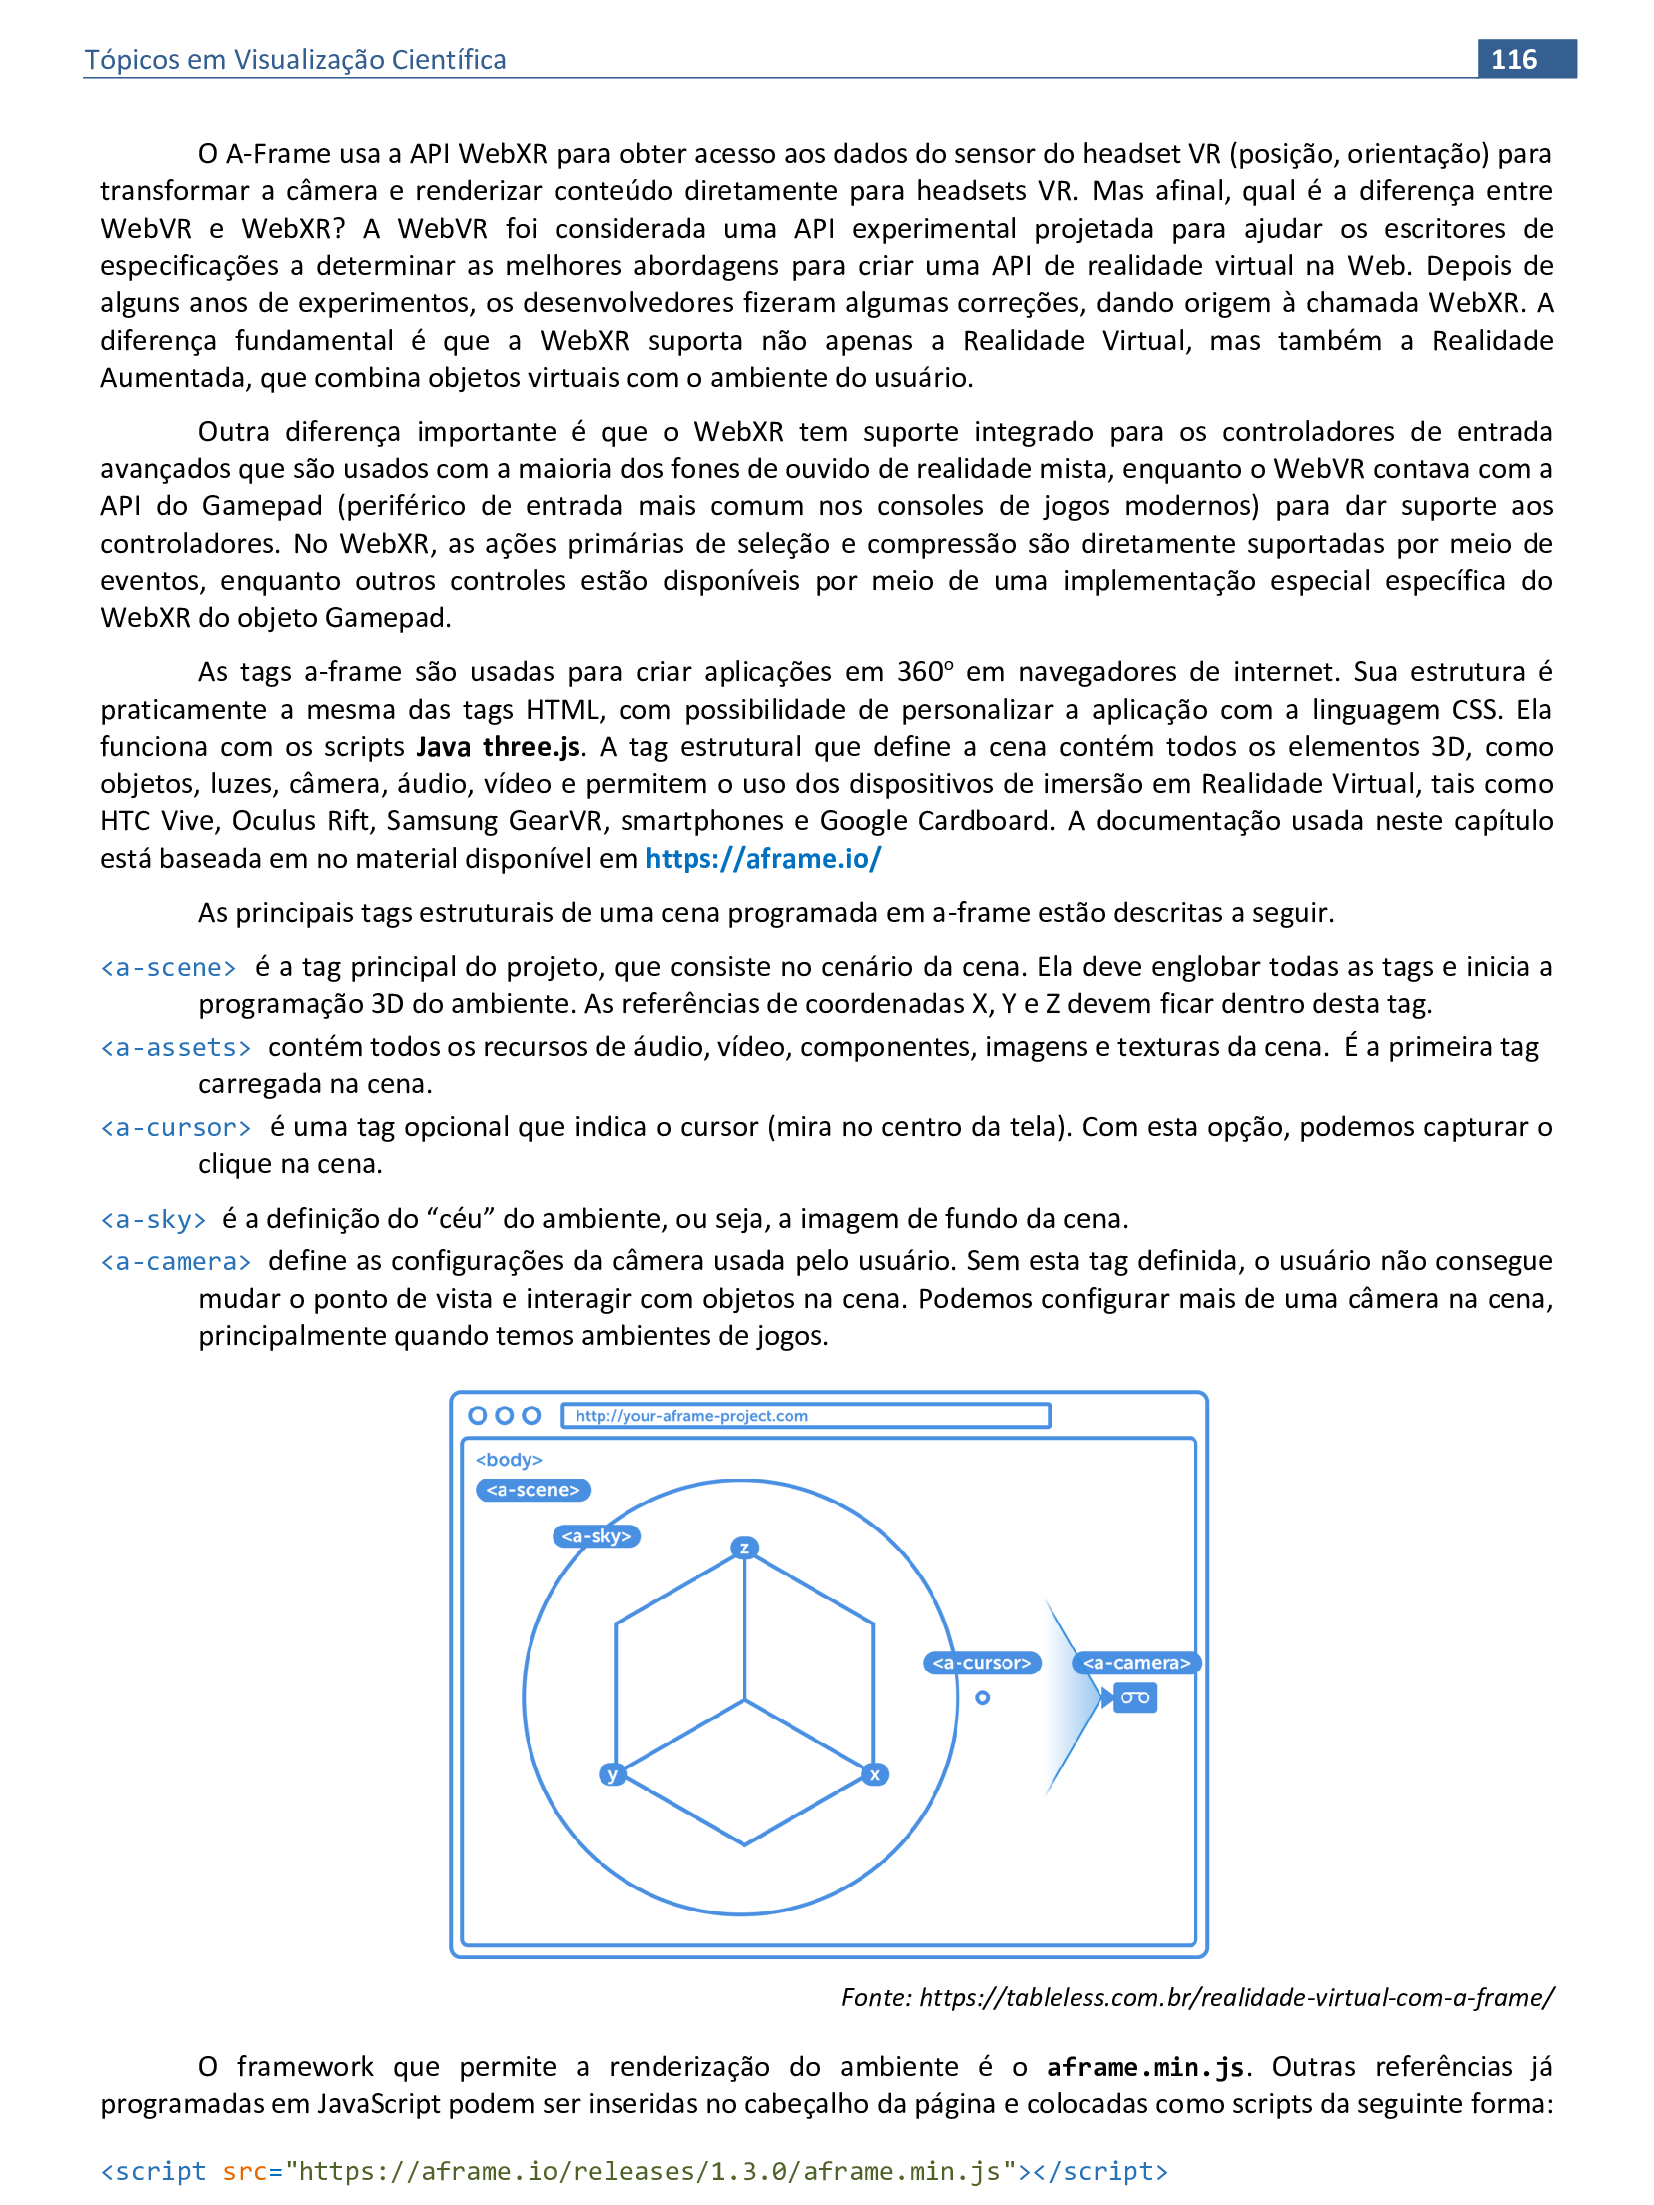 Tópicos em Visualização Científica
116
O A-Frame usa a API WebXR para obter acesso aos dados do sensor do headset VR (posição, orientação) para
transformar a câmera e renderizar conteúdo diretamente para headsets VR. Mas afinal, qual é a diferença entre
WebVR e WebXR? A WebVR foi considerada uma API experimental projetada para ajudar os escritores de
especificações a determinar as melhores abordagens para criar uma API de realidade virtual na Web. Depois de
alguns anos de experimentos, os desenvolvedores fizeram algumas correções, dando origem à chamada WebXR. A
diferença fundamental é que a WebXR suporta não apenas a Realidade Virtual, mas também a Realidade
Aumentada, que combina objetos virtuais com o ambiente do usuário.
Outra diferença importante é que o WebXR tem suporte integrado para os controladores de entrada
avançados que são usados com a maioria dos fones de ouvido de realidade mista, enquanto o WebVR contava com a
API do Gamepad (periférico de entrada mais comum nos consoles de jogos modernos) para dar suporte aos
controladores. No WebXR, as ações primárias de seleção e compressão são diretamente suportadas por meio de
eventos, enquanto outros controles estão disponíveis por meio de uma implementação especial específica do
WebXR do objeto Gamepad.
As tags a-frame são usadas para criar aplicações em 360º em navegadores de internet. Sua estrutura é
praticamente a mesma das tags HTML, com possibilidade de personalizar a aplicação com a linguagem CSS. Ela
funciona com os scripts Java three.js. A tag estrutural que define a cena contém todos os elementos 3D, como
objetos, luzes, câmera, áudio, vídeo e permitem o uso dos dispositivos de imersão em Realidade Virtual, tais como
HTC Vive, Oculus Rift, Samsung GearVR, smartphones e Google Cardboard. A documentação usada neste capítulo
está baseada em no material disponível em https://aframe.io/
As principais tags estruturais de uma cena programada em a-frame estão descritas a seguir.
<a-scene> é a tag principal do projeto, que consiste no cenário da cena. Ela deve englobar todas as tags e inicia a
programação 3D do ambiente. As referências de coordenadas X, Y e Z devem ficar dentro desta tag.
<a-assets> contém todos os recursos de áudio, vídeo, componentes, imagens e texturas da cena. É a primeira tag
carregada na cena.
<a-cursor> é uma tag opcional que indica o cursor (mira no centro da tela). Com esta opção, podemos capturar o
clique na cena.
<a-sky> é a definição do “céu” do ambiente, ou seja, a imagem de fundo da cena.
<a-camera> define as configurações da câmera usada pelo usuário. Sem esta tag definida, o usuário não consegue
mudar o ponto de vista e interagir com objetos na cena. Podemos configurar mais de uma câmera na cena,
principalmente quando temos ambientes de jogos.
http://your-aframe-project.com
<body>
<a-scene>
<a-sky>
z
<a-cursor>
<a-camera>
y
x
Fonte: https://tableless.com.br/realidade-virtual-com-a-frame/
O framework que permite a renderização do ambiente é o aframe.min.js. Outras referências já
programadas em JavaScript podem ser inseridas no cabeçalho da página e colocadas como scripts da seguinte forma:
<script src="https://aframe.io/releases/1.3.0/aframe.min.js"></script>